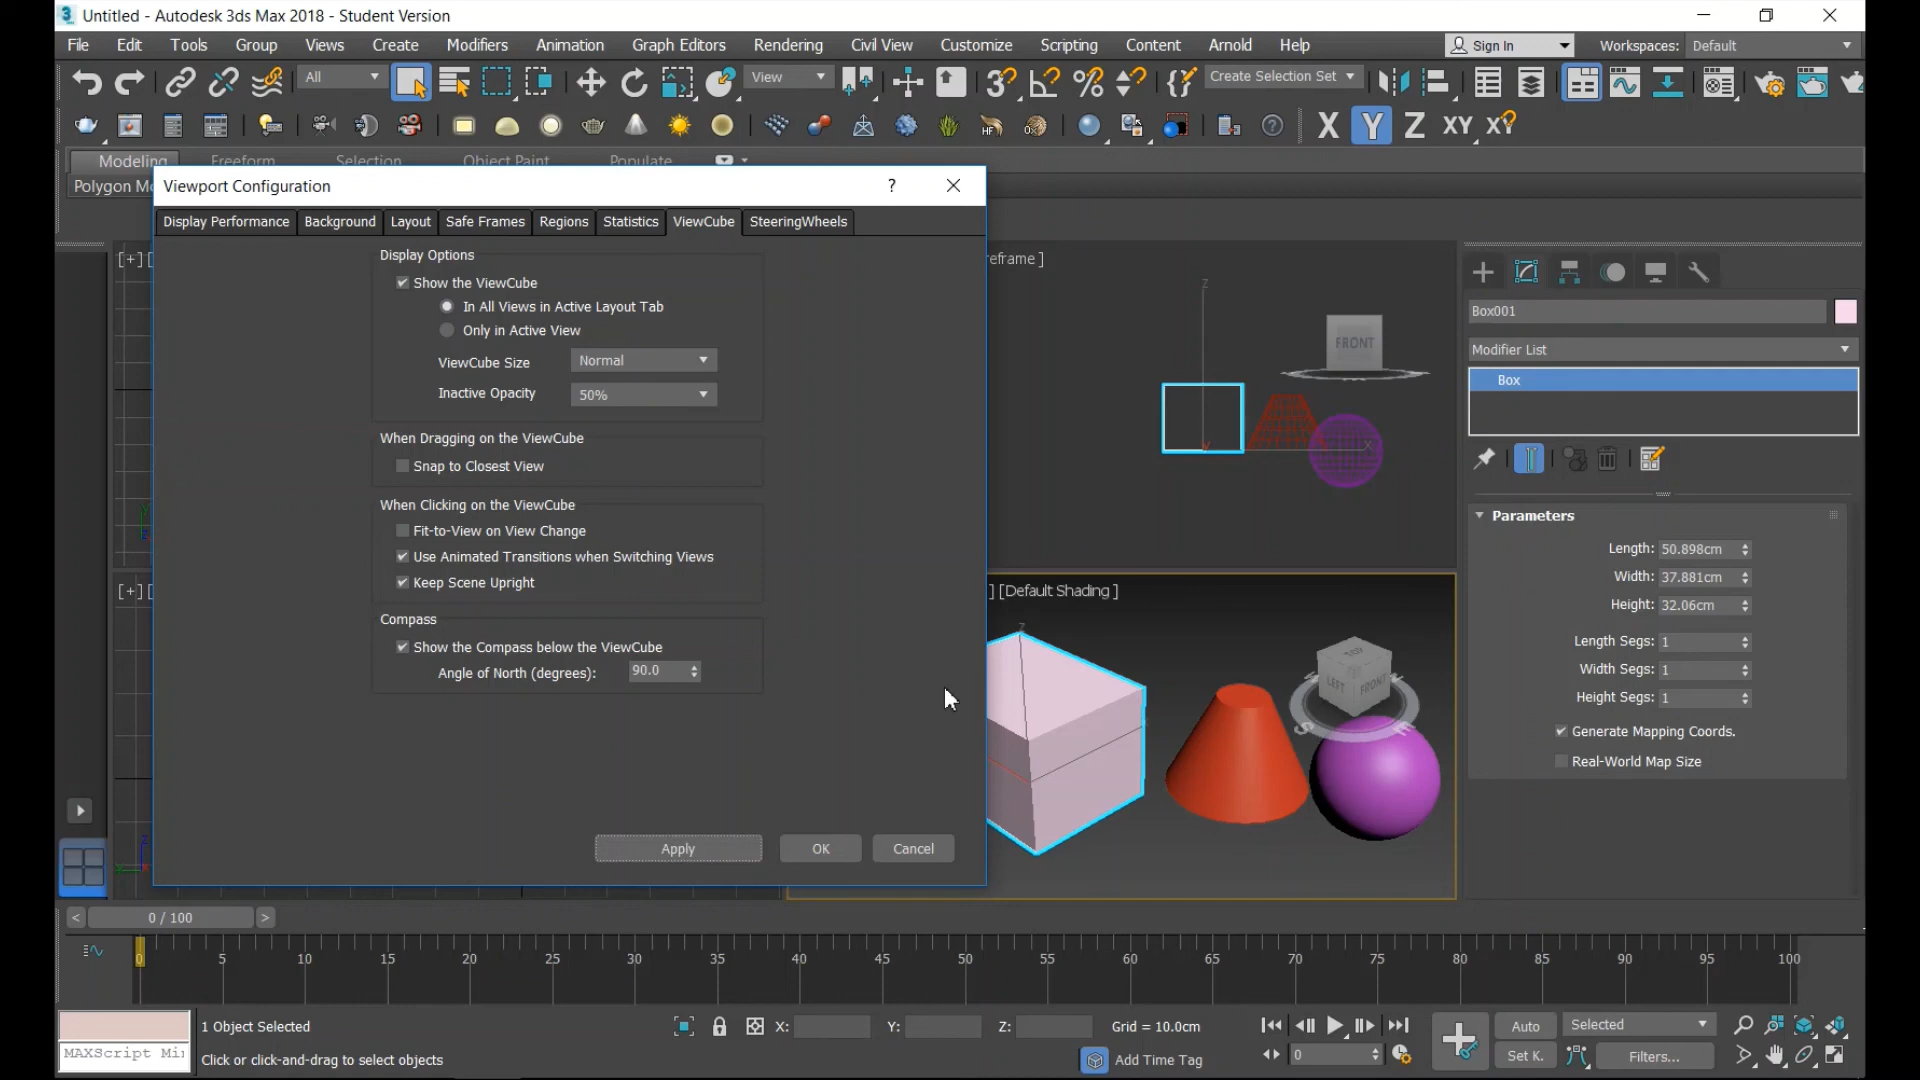 Untitled - Autodesk 3ds Max 2018 - Student Version
File Edit Tools Group Views Create Modifiers Animation Graph Editors Rendering Civil View Customize Scripting Content Arnold Help Sign In Workspaces: Default
All View Create Selection Set
X Y Z XY XY
Modeling Freeform Selection Object Paint Populate
Polygon Mo
Viewport Configuration ?
Display Performance Background Layout Safe Frames Regions Statistics ViewCube SteeringWheels
Display Options
Show the ViewCube
In All Views in Active Layout Tab
Only in Active View
ViewCube Size Normal
Inactive Opacity 50%
When Dragging on the ViewCube
Snap to Closest View
When Clicking on the ViewCube
Fit-to-View on View Change
Use Animated Transitions when Switching Views
Keep Scene Upright
Compass
Show the Compass below the ViewCube
Angle of North (degrees): 90.0
Apply OK Cancel
[+] [
eframe ]
Z
FRONT
X
[+] [
] [Default Shading ]
Z
TOP
LEFT FRONT
S E
Box001
Modifier List
Box
Parameters
Length: 50.898cm
Width: 37.881cm
Height: 32.06cm
Length Segs: 1
Width Segs: 1
Height Segs: 1
Generate Mapping Coords.
Real-World Map Size
< 0 / 100 >
0 5 10 15 20 25 30 35 40 45 50 55 60 65 70 75 80 85 90 95 100
1 Object Selected X: Y: Z: Grid = 10.0cm Auto Selected
MAXScript Mi
Click or click-and-drag to select objects Add Time Tag 0 Set K. Filters...